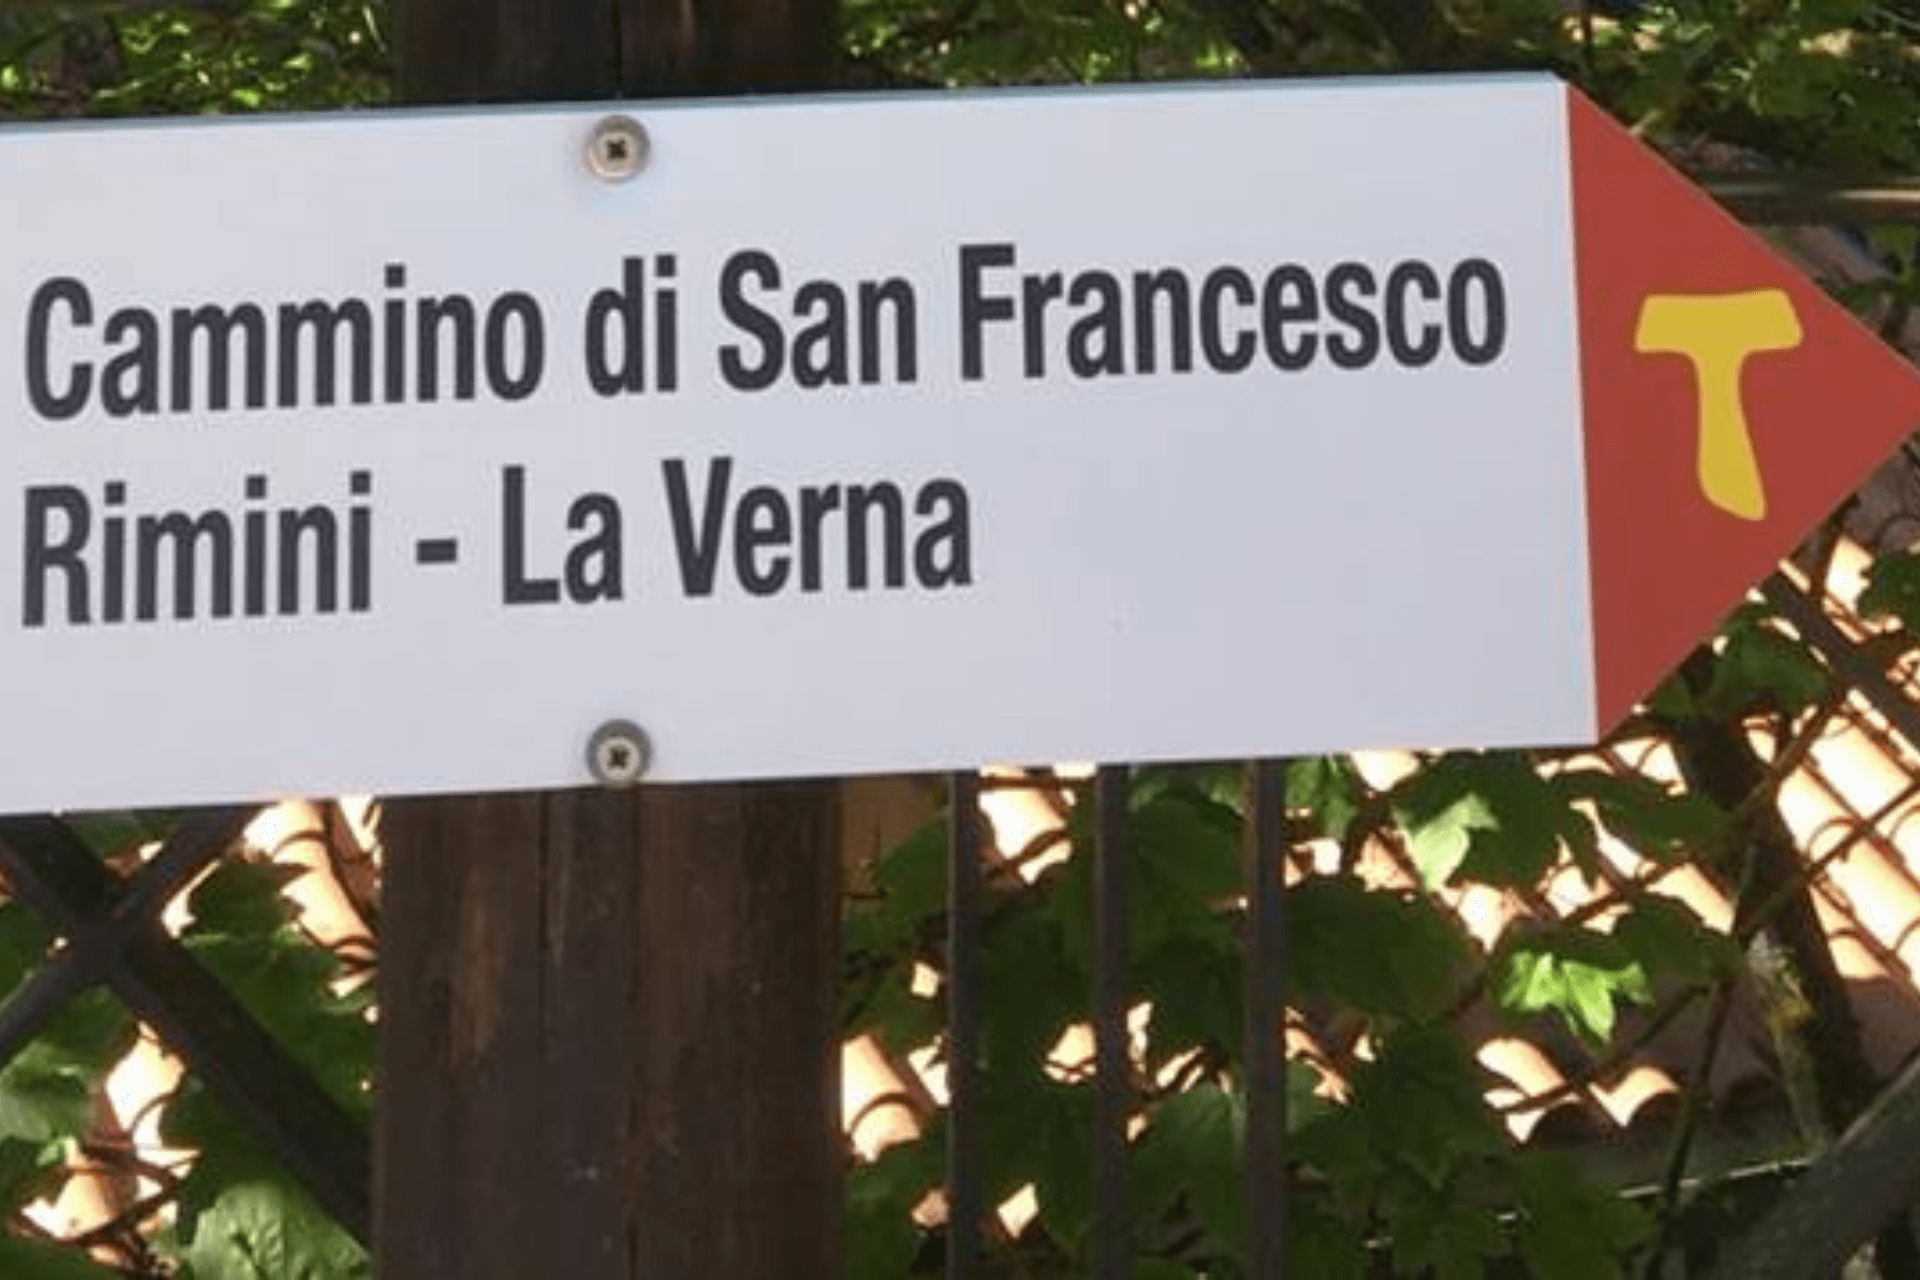 Cammino di San Francesco
Rimini - La Verna
T